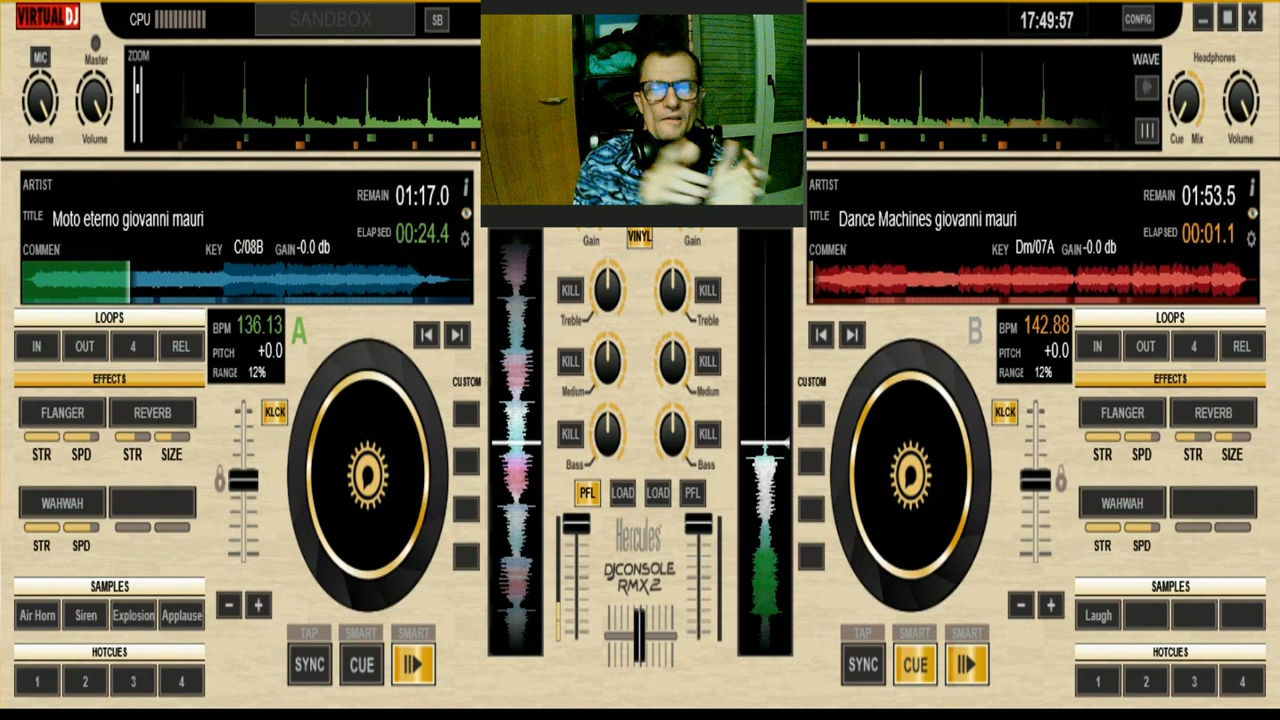 VIRTUAL DJ
CPU
SANDBOX
SB
17:49:57
CONFIG
MIC
Master
Volume
Volume
ZOOM
WAVE
Headphones
Cue
Mix
Volume
ARTIST
REMAIN 01:17.0
TITLE Moto eterno giovanni mauri
ELAPSED 00:24.4
COMMEN
KEY C/08B GAIN -0.0 db
ARTIST
REMAIN 01:53.5
TITLE Dance Machines giovanni mauri
ELAPSED 00:01.1
COMMEN
KEY Dm/07A GAIN -0.0 db
LOOPS
IN OUT 4 REL
EFFECTS
FLANGER REVERB
STR SPD STR SIZE
WAHWAH
STR SPD
SAMPLES
Air Horn Siren Explosion Applause
HOTCUES
1 2 3 4
BPM 136.13
PITCH +0.0
RANGE 12%
A
KLCK
CUSTOM
- +
TAP SMART SMART
SYNC CUE
Gain VINYL Gain
KILL KILL
Treble Treble
KILL KILL
Medium Medium
KILL KILL
Bass Bass
PFL LOAD LOAD PFL
Hercules
DJCONSOLE
RMX2
CUSTOM
B
BPM 142.88
PITCH +0.0
RANGE 12%
KLCK
- +
TAP SMART SMART
SYNC CUE
LOOPS
IN OUT 4 REL
EFFECTS
FLANGER REVERB
STR SPD STR SIZE
WAHWAH
STR SPD
SAMPLES
Laugh
HOTCUES
1 2 3 4